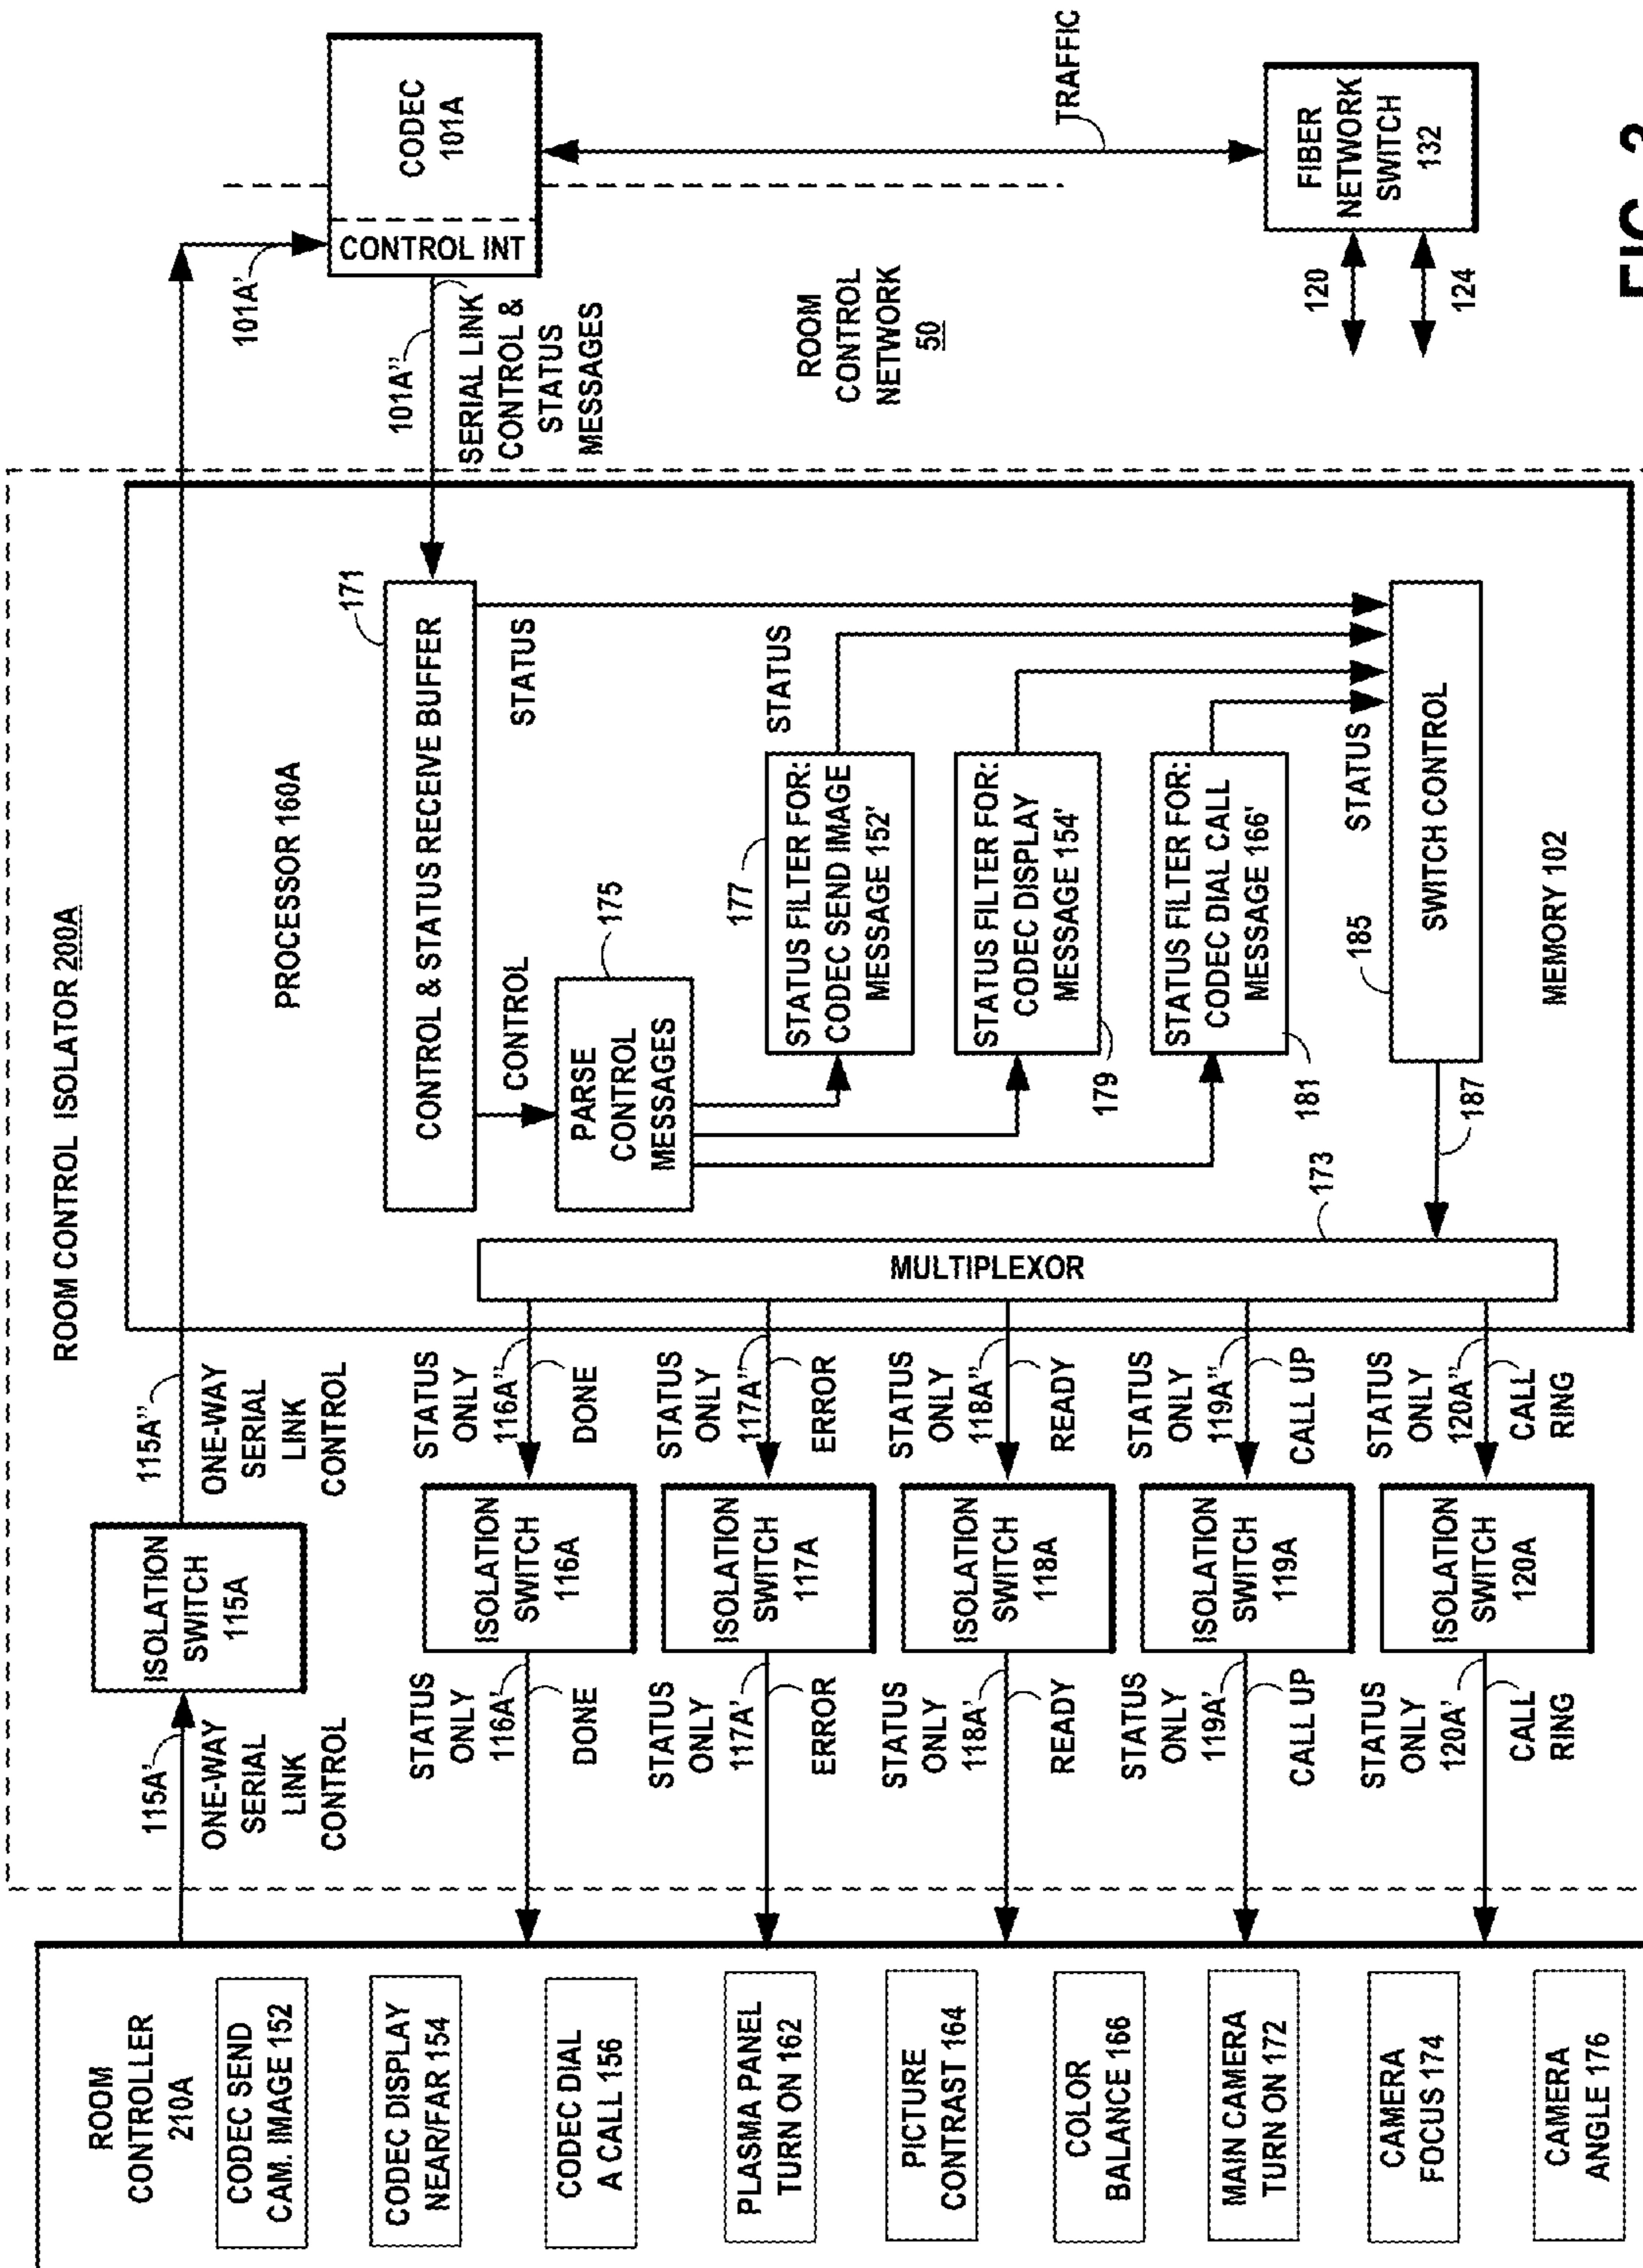 ROOM
CONTROLLER
210A
CODEC SEND
CAM. IMAGE 152
CODEC DISPLAY
NEAR/FAR 154
CODEC DIAL
A CALL 156
PLASMA PANEL
TURN ON 162
PICTURE
CONTRAST 164
COLOR
BALANCE 166
MAIN CAMERA
TURN ON 172
CAMERA
FOCUS 174
CAMERA
ANGLE 176
ROOM CONTROL ISOLATOR 200A
115A'
ONE-WAY
SERIAL
LINK
CONTROL
ISOLATION
SWITCH
115A
115A''
ONE-WAY
SERIAL
LINK
CONTROL
STATUS
ONLY
116A'
DONE
ISOLATION
SWITCH
116A
STATUS
ONLY
116A''
DONE
STATUS
ONLY
117A'
ERROR
ISOLATION
SWITCH
117A
STATUS
ONLY
117A''
ERROR
STATUS
ONLY
118A'
READY
ISOLATION
SWITCH
118A
STATUS
ONLY
118A''
READY
STATUS
ONLY
119A'
CALL UP
ISOLATION
SWITCH
119A
STATUS
ONLY
119A''
CALL UP
STATUS
ONLY
120A'
CALL
RING
ISOLATION
SWITCH
120A
STATUS
ONLY
120A''
CALL
RING
PROCESSOR 160A
MULTIPLEXOR
173
CONTROL & STATUS RECEIVE BUFFER
171
CONTROL
STATUS
PARSE
CONTROL
MESSAGES
175
177
STATUS FILTER FOR:
CODEC SEND IMAGE
MESSAGE 152'
STATUS
STATUS FILTER FOR:
CODEC DISPLAY
MESSAGE 154'
179
STATUS FILTER FOR:
CODEC DIAL CALL
MESSAGE 166'
181
STATUS
185
SWITCH CONTROL
187
MEMORY 102
101A'
CODEC
101A
CONTROL INT
101A''
SERIAL LINK
CONTROL &
STATUS
MESSAGES
ROOM
CONTROL
NETWORK
50
TRAFFIC
FIBER
NETWORK
SWITCH
132
120
124